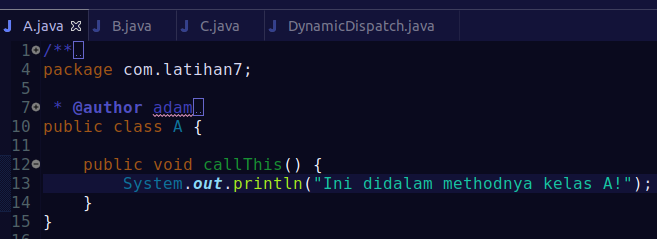 A.java B.java C.java DynamicDispatch.java
1 /**
4 package com.latihan7;
5
7 * @author adam
10 public class A {
11
12 public void callThis() {
13 System.out.println("Ini didalam methodnya kelas A!");
14 }
15 }
16